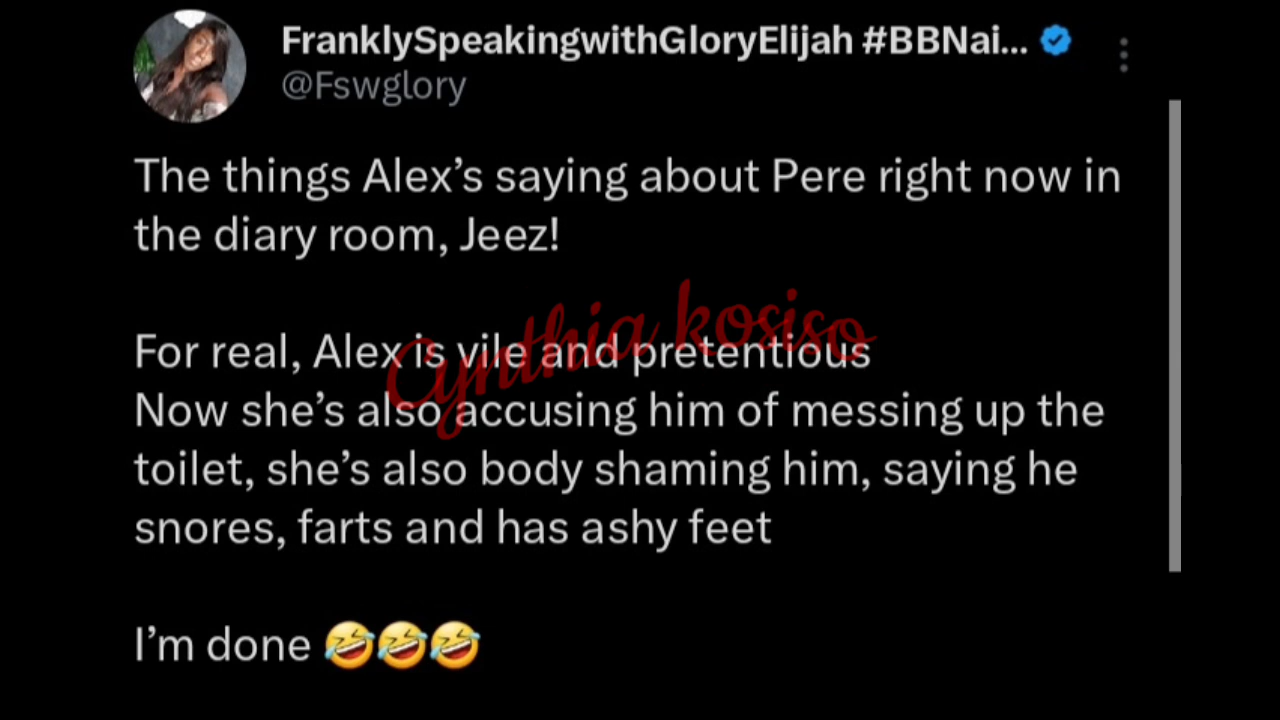 FranklySpeakingwithGloryElijah #BBNai...
@Fswglory
The things Alex’s saying about Pere right now in
the diary room, Jeez!
For real, Alex is vile and pretentious
Now she’s also accusing him of messing up the
toilet, she’s also body shaming him, saying he
snores, farts and has ashy feet
I’m done 🤣🤣🤣
Cynthia kosiso